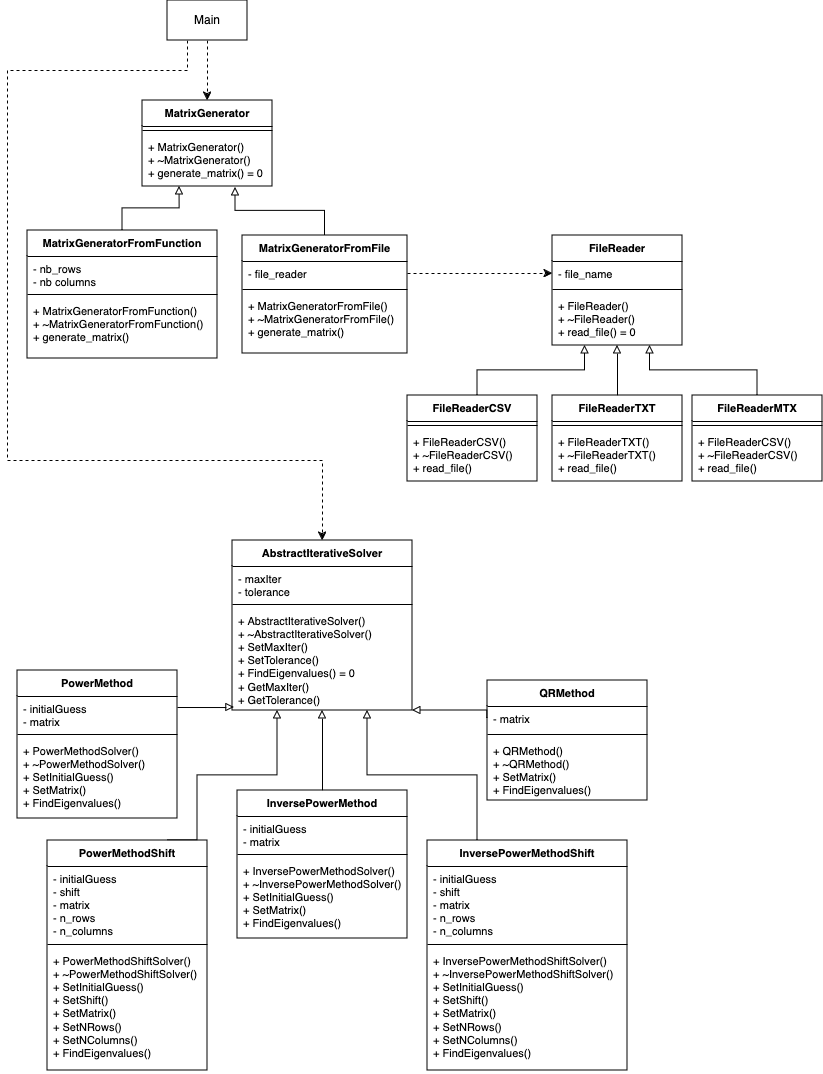 Main
MatrixGenerator
+ MatrixGenerator()
+ ~MatrixGenerator()
+ generate_matrix() = 0
MatrixGeneratorFromFunction
- nb_rows
- nb columns
+ MatrixGeneratorFromFunction()
+ ~MatrixGeneratorFromFunction()
+ generate_matrix()
MatrixGeneratorFromFile
- file_reader
+ MatrixGeneratorFromFile()
+ ~MatrixGeneratorFromFile()
+ generate_matrix()
FileReader
- file_name
+ FileReader()
+ ~FileReader()
+ read_file() = 0
FileReaderCSV
+ FileReaderCSV()
+ ~FileReaderCSV()
+ read_file()
FileReaderTXT
+ FileReaderTXT()
+ ~FileReaderTXT()
+ read_file()
FileReaderMTX
+ FileReaderCSV()
+ ~FileReaderCSV()
+ read_file()
AbstractIterativeSolver
- maxIter
- tolerance
+ AbstractIterativeSolver()
+ ~AbstractIterativeSolver()
+ SetMaxIter()
+ SetTolerance()
+ FindEigenvalues() = 0
+ GetMaxIter()
+ GetTolerance()
PowerMethod
- initialGuess
- matrix
+ PowerMethodSolver()
+ ~PowerMethodSolver()
+ SetInitialGuess()
+ SetMatrix()
+ FindEigenvalues()
QRMethod
- matrix
+ QRMethod()
+ ~QRMethod()
+ SetMatrix()
+ FindEigenvalues()
InversePowerMethod
- initialGuess
- matrix
+ InversePowerMethodSolver()
+ ~InversePowerMethodSolver()
+ SetInitialGuess()
+ SetMatrix()
+ FindEigenvalues()
PowerMethodShift
- initialGuess
- shift
- matrix
- n_rows
- n_columns
+ PowerMethodShiftSolver()
+ ~PowerMethodShiftSolver()
+ SetInitialGuess()
+ SetShift()
+ SetMatrix()
+ SetNRows()
+ SetNColumns()
+ FindEigenvalues()
InversePowerMethodShift
- initialGuess
- shift
- matrix
- n_rows
- n_columns
+ InversePowerMethodShiftSolver()
+ ~InversePowerMethodShiftSolver()
+ SetInitialGuess()
+ SetShift()
+ SetMatrix()
+ SetNRows()
+ SetNColumns()
+ FindEigenvalues()